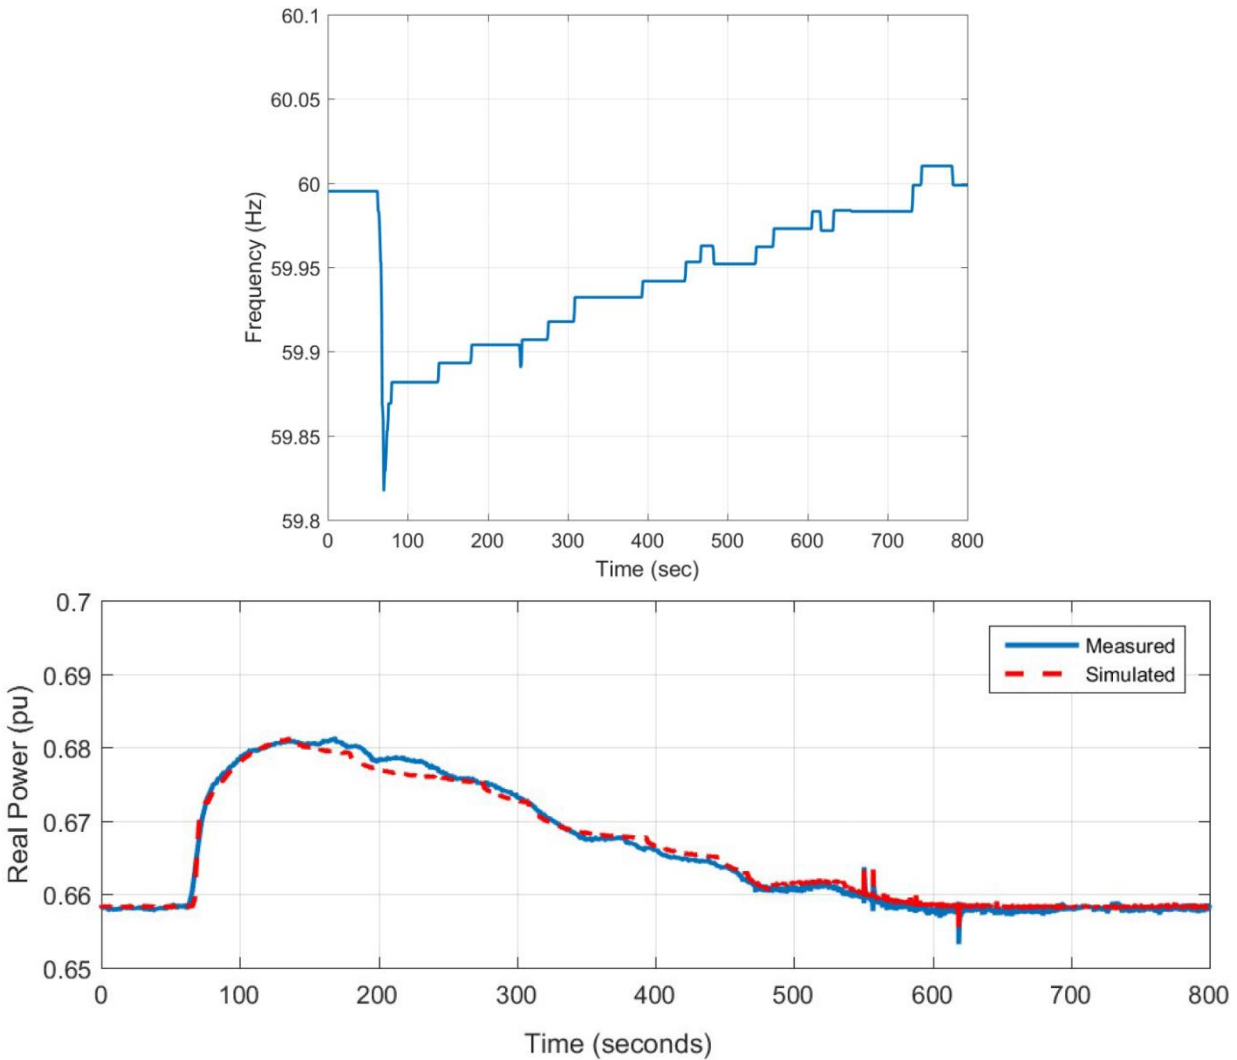 60.1
60.05
60
59.95
59.9
59.85
59.8
Frequency (Hz)
0 100 200 300 400 500 600 700 800
Time (sec)
0.7
0.69
0.68
0.67
0.66
0.65
Real Power (pu)
Measured
Simulated
0 100 200 300 400 500 600 700 800
Time (seconds)